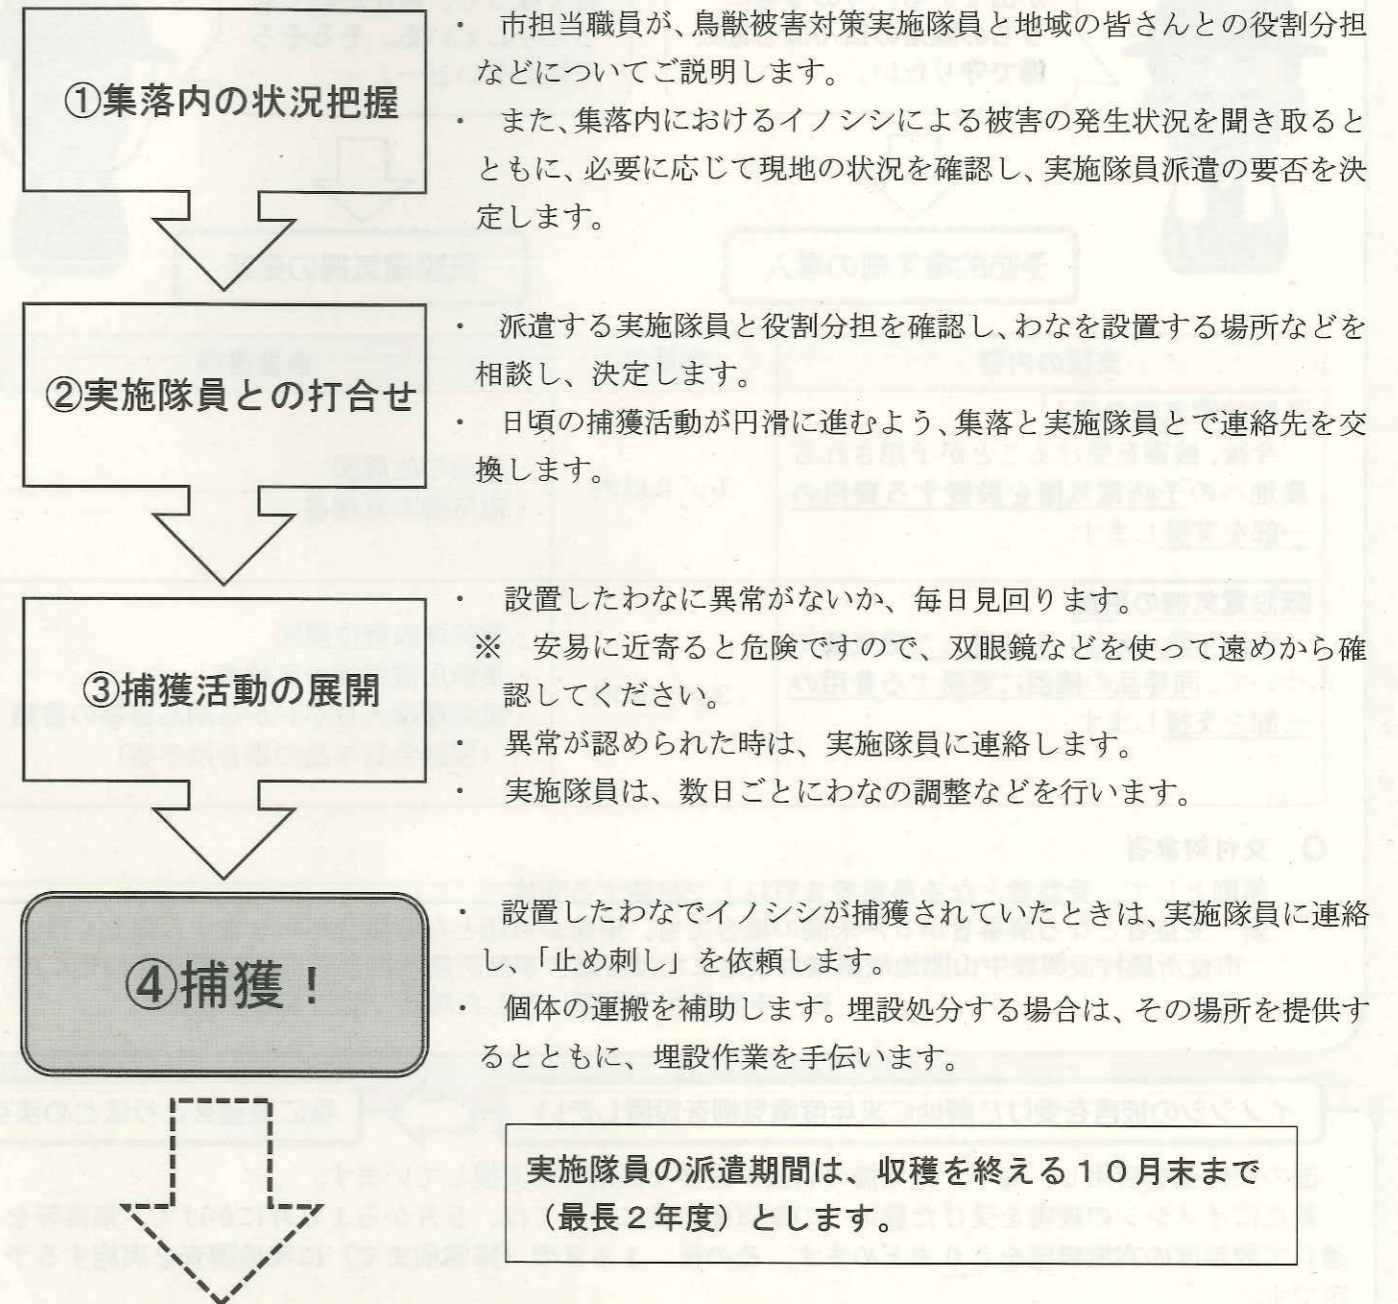 ①集落内の状況把握
・　市担当職員が、鳥獣被害対策実施隊員と地域の皆さんとの役割分担
などについてご説明します。
・　また、集落内におけるイノシシによる被害の発生状況を聞き取ると
ともに、必要に応じて現地の状況を確認し、実施隊員派遣の要否を決
定します。
②実施隊員との打合せ
・　派遣する実施隊員と役割分担を確認し、わなを設置する場所などを
相談し、決定します。
・　日頃の捕獲活動が円滑に進むよう、集落と実施隊員とで連絡先を交
換します。
③捕獲活動の展開
・　設置したわなに異常がないか、毎日見回ります。
※　安易に近寄ると危険ですので、双眼鏡などを使って遠めから確
認してください。
・　異常が認められた時は、実施隊員に連絡します。
・　実施隊員は、数日ごとにわなの調整などを行います。
④捕獲！
・　設置したわなでイノシシが捕獲されていたときは、実施隊員に連絡
し、「止め刺し」を依頼します。
・　個体の運搬を補助します。埋設処分する場合は、その場所を提供す
るとともに、埋設作業を手伝います。
実施隊員の派遣期間は、収穫を終える１０月末まで
（最長２年度）とします。